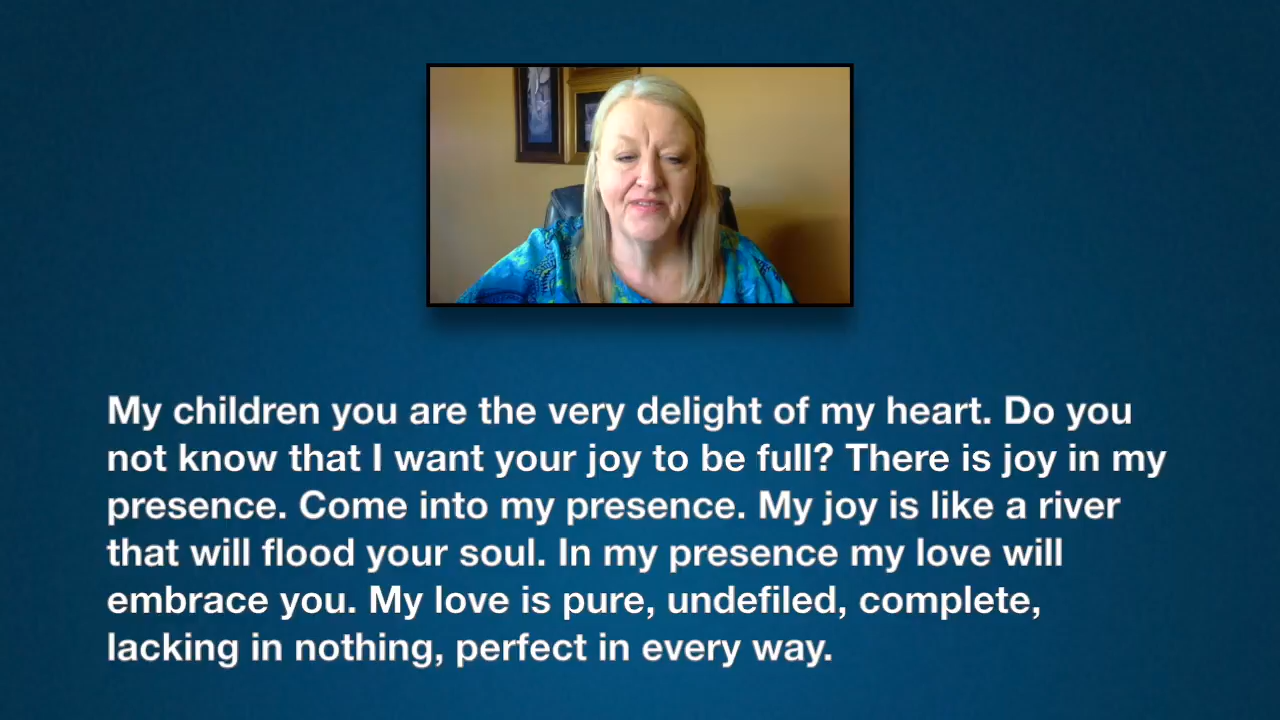 My children you are the very delight of my heart. Do you
not know that I want your joy to be full? There is joy in my
presence. Come into my presence. My joy is like a river
that will flood your soul. In my presence my love will
embrace you. My love is pure, undefiled, complete,
lacking in nothing, perfect in every way.